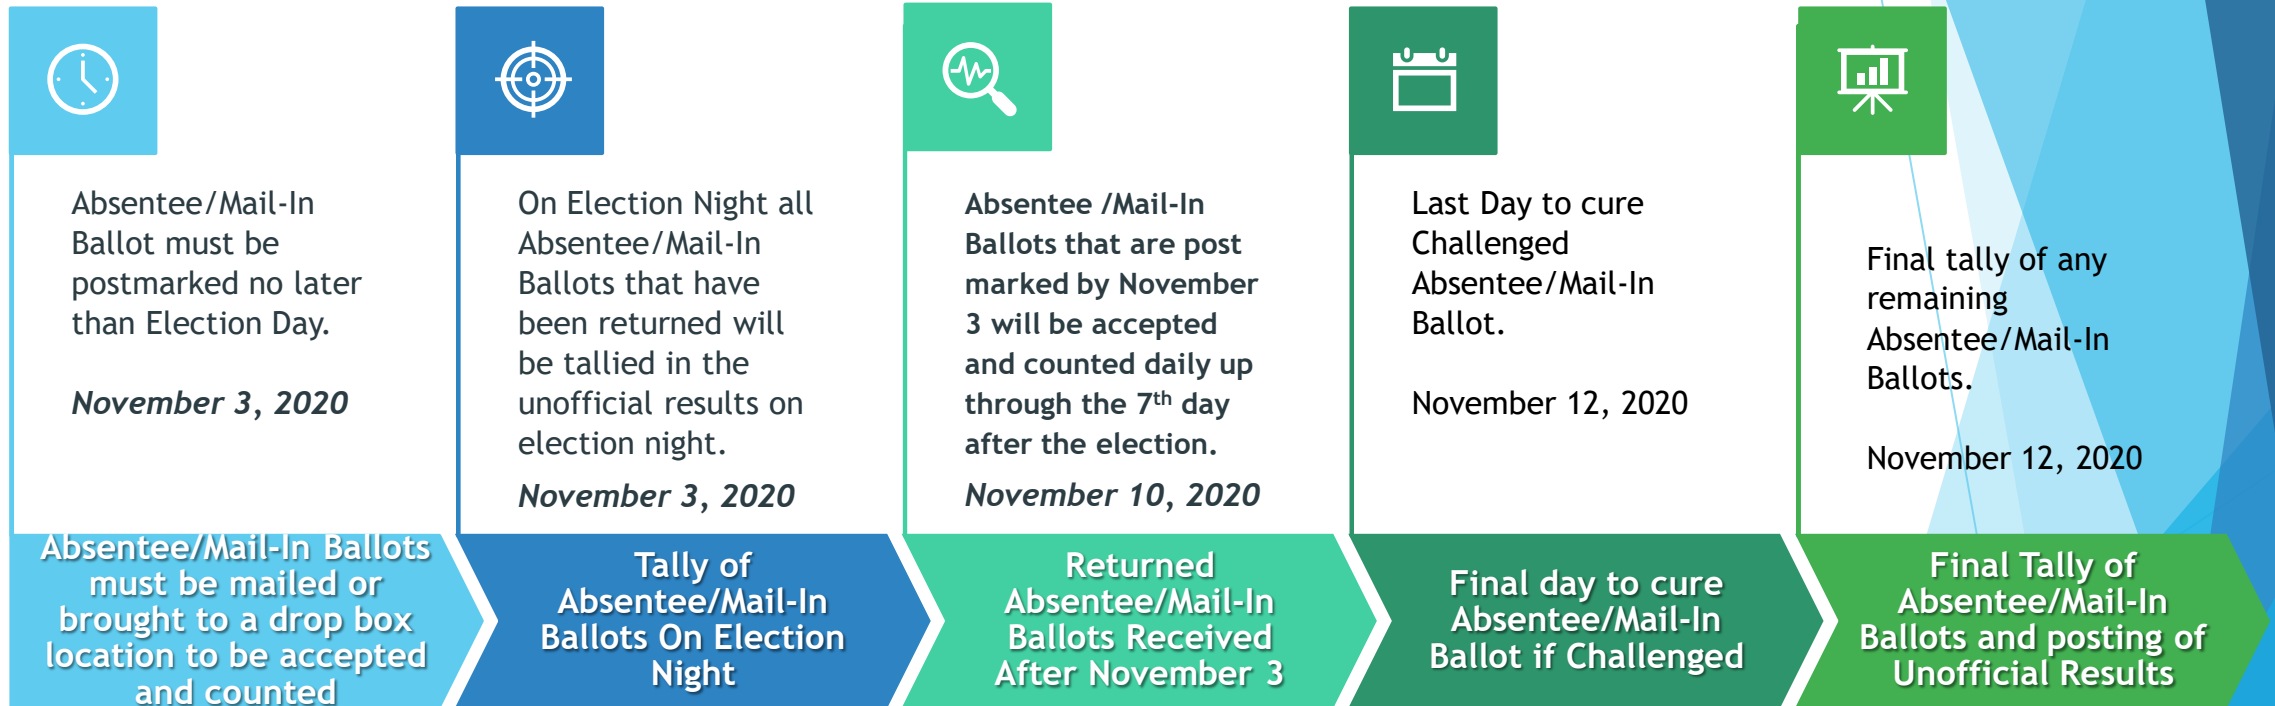 Absentee/Mail-In
Ballot must be
postmarked no later
than Election Day.
November 3, 2020
Absentee/Mail-In Ballots
must be mailed or
brought to a drop box
location to be accepted
and counted
On Election Night all
Absentee/Mail-In
Ballots that have
been returned will
be tallied in the
unofficial results on
election night.
November 3, 2020
Tally of
Absentee/Mail-In
Ballots On Election
Night
Absentee /Mail-In
Ballots that are post
marked by November
3 will be accepted
and counted daily up
through the 7th day
after the election.
November 10, 2020
Returned
Absentee/Mail-In
Ballots Received
After November 3
Last Day to cure
Challenged
Absentee/Mail-In
Ballot.
November 12, 2020
Final day to cure
Absentee/Mail-In
Ballot if Challenged
Final tally of any
remaining
Absentee/Mail-In
Ballots.
November 12, 2020
Final Tally of
Absentee/Mail-In
Ballots and posting of
Unofficial Results